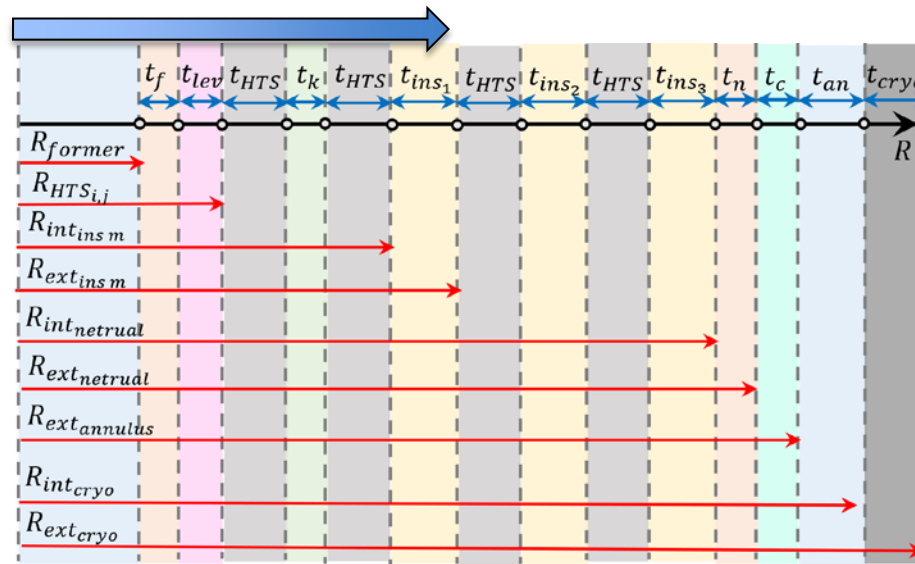 t_f t_lev t_HTS t_k t_HTS t_ins₁ t_HTS t_ins₂ t_HTS t_ins₃ t_n t_c t_an t_cryo
R
R_former
R_HTS_i,j
R_int_ins m
R_ext_ins m
R_int_netrual
R_ext_netrual
R_ext_annulus
R_int_cryo
R_ext_cryo